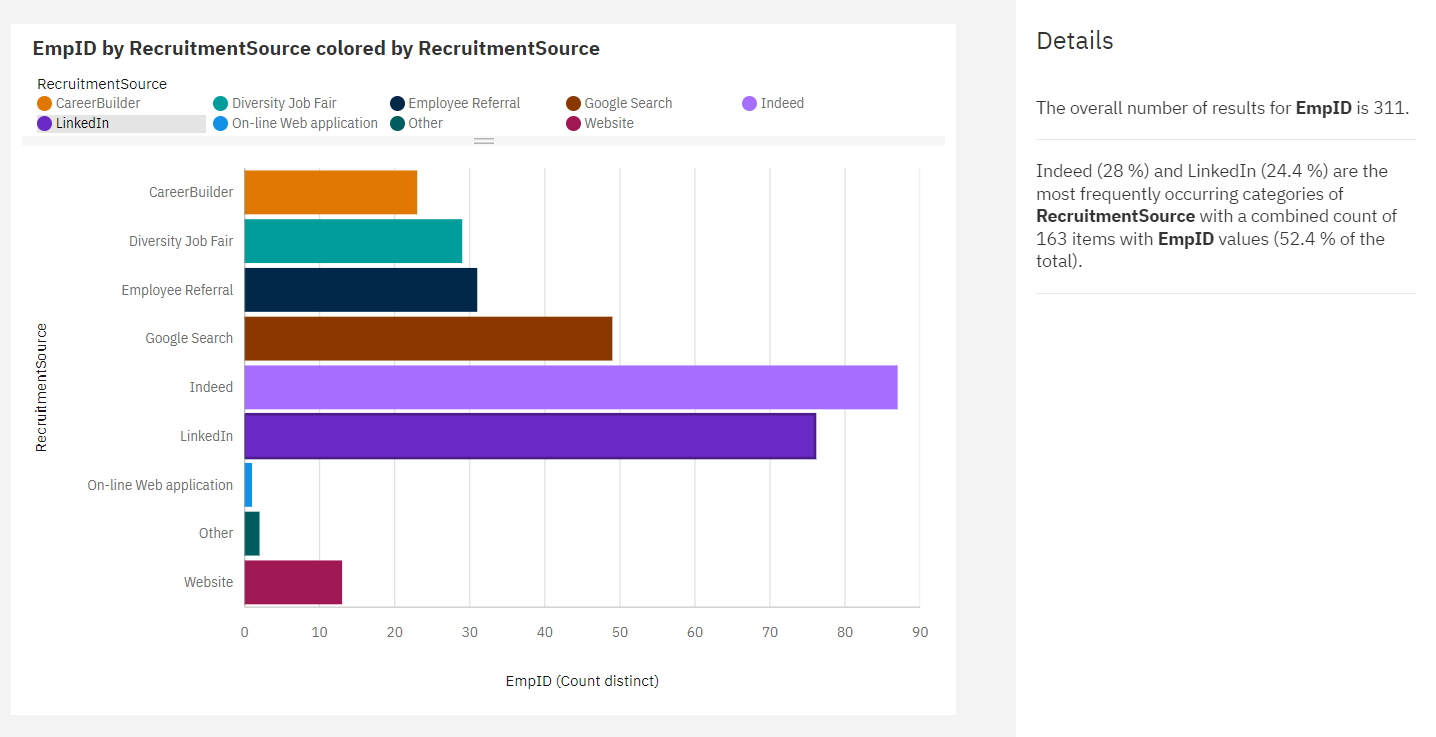 EmpID by RecruitmentSource colored by RecruitmentSource
RecruitmentSource
CareerBuilder
Diversity Job Fair
Employee Referral
Google Search
Indeed
LinkedIn
On-line Web application
Other
Website
RecruitmentSource
CareerBuilder
Diversity Job Fair
Employee Referral
Google Search
Indeed
LinkedIn
On-line Web application
Other
Website
0 10 20 30 40 50 60 70 80 90
EmpID (Count distinct)
Details
The overall number of results for EmpID is 311.
Indeed (28 %) and LinkedIn (24.4 %) are the
most frequently occurring categories of
RecruitmentSource with a combined count of
163 items with EmpID values (52.4 % of the
total).